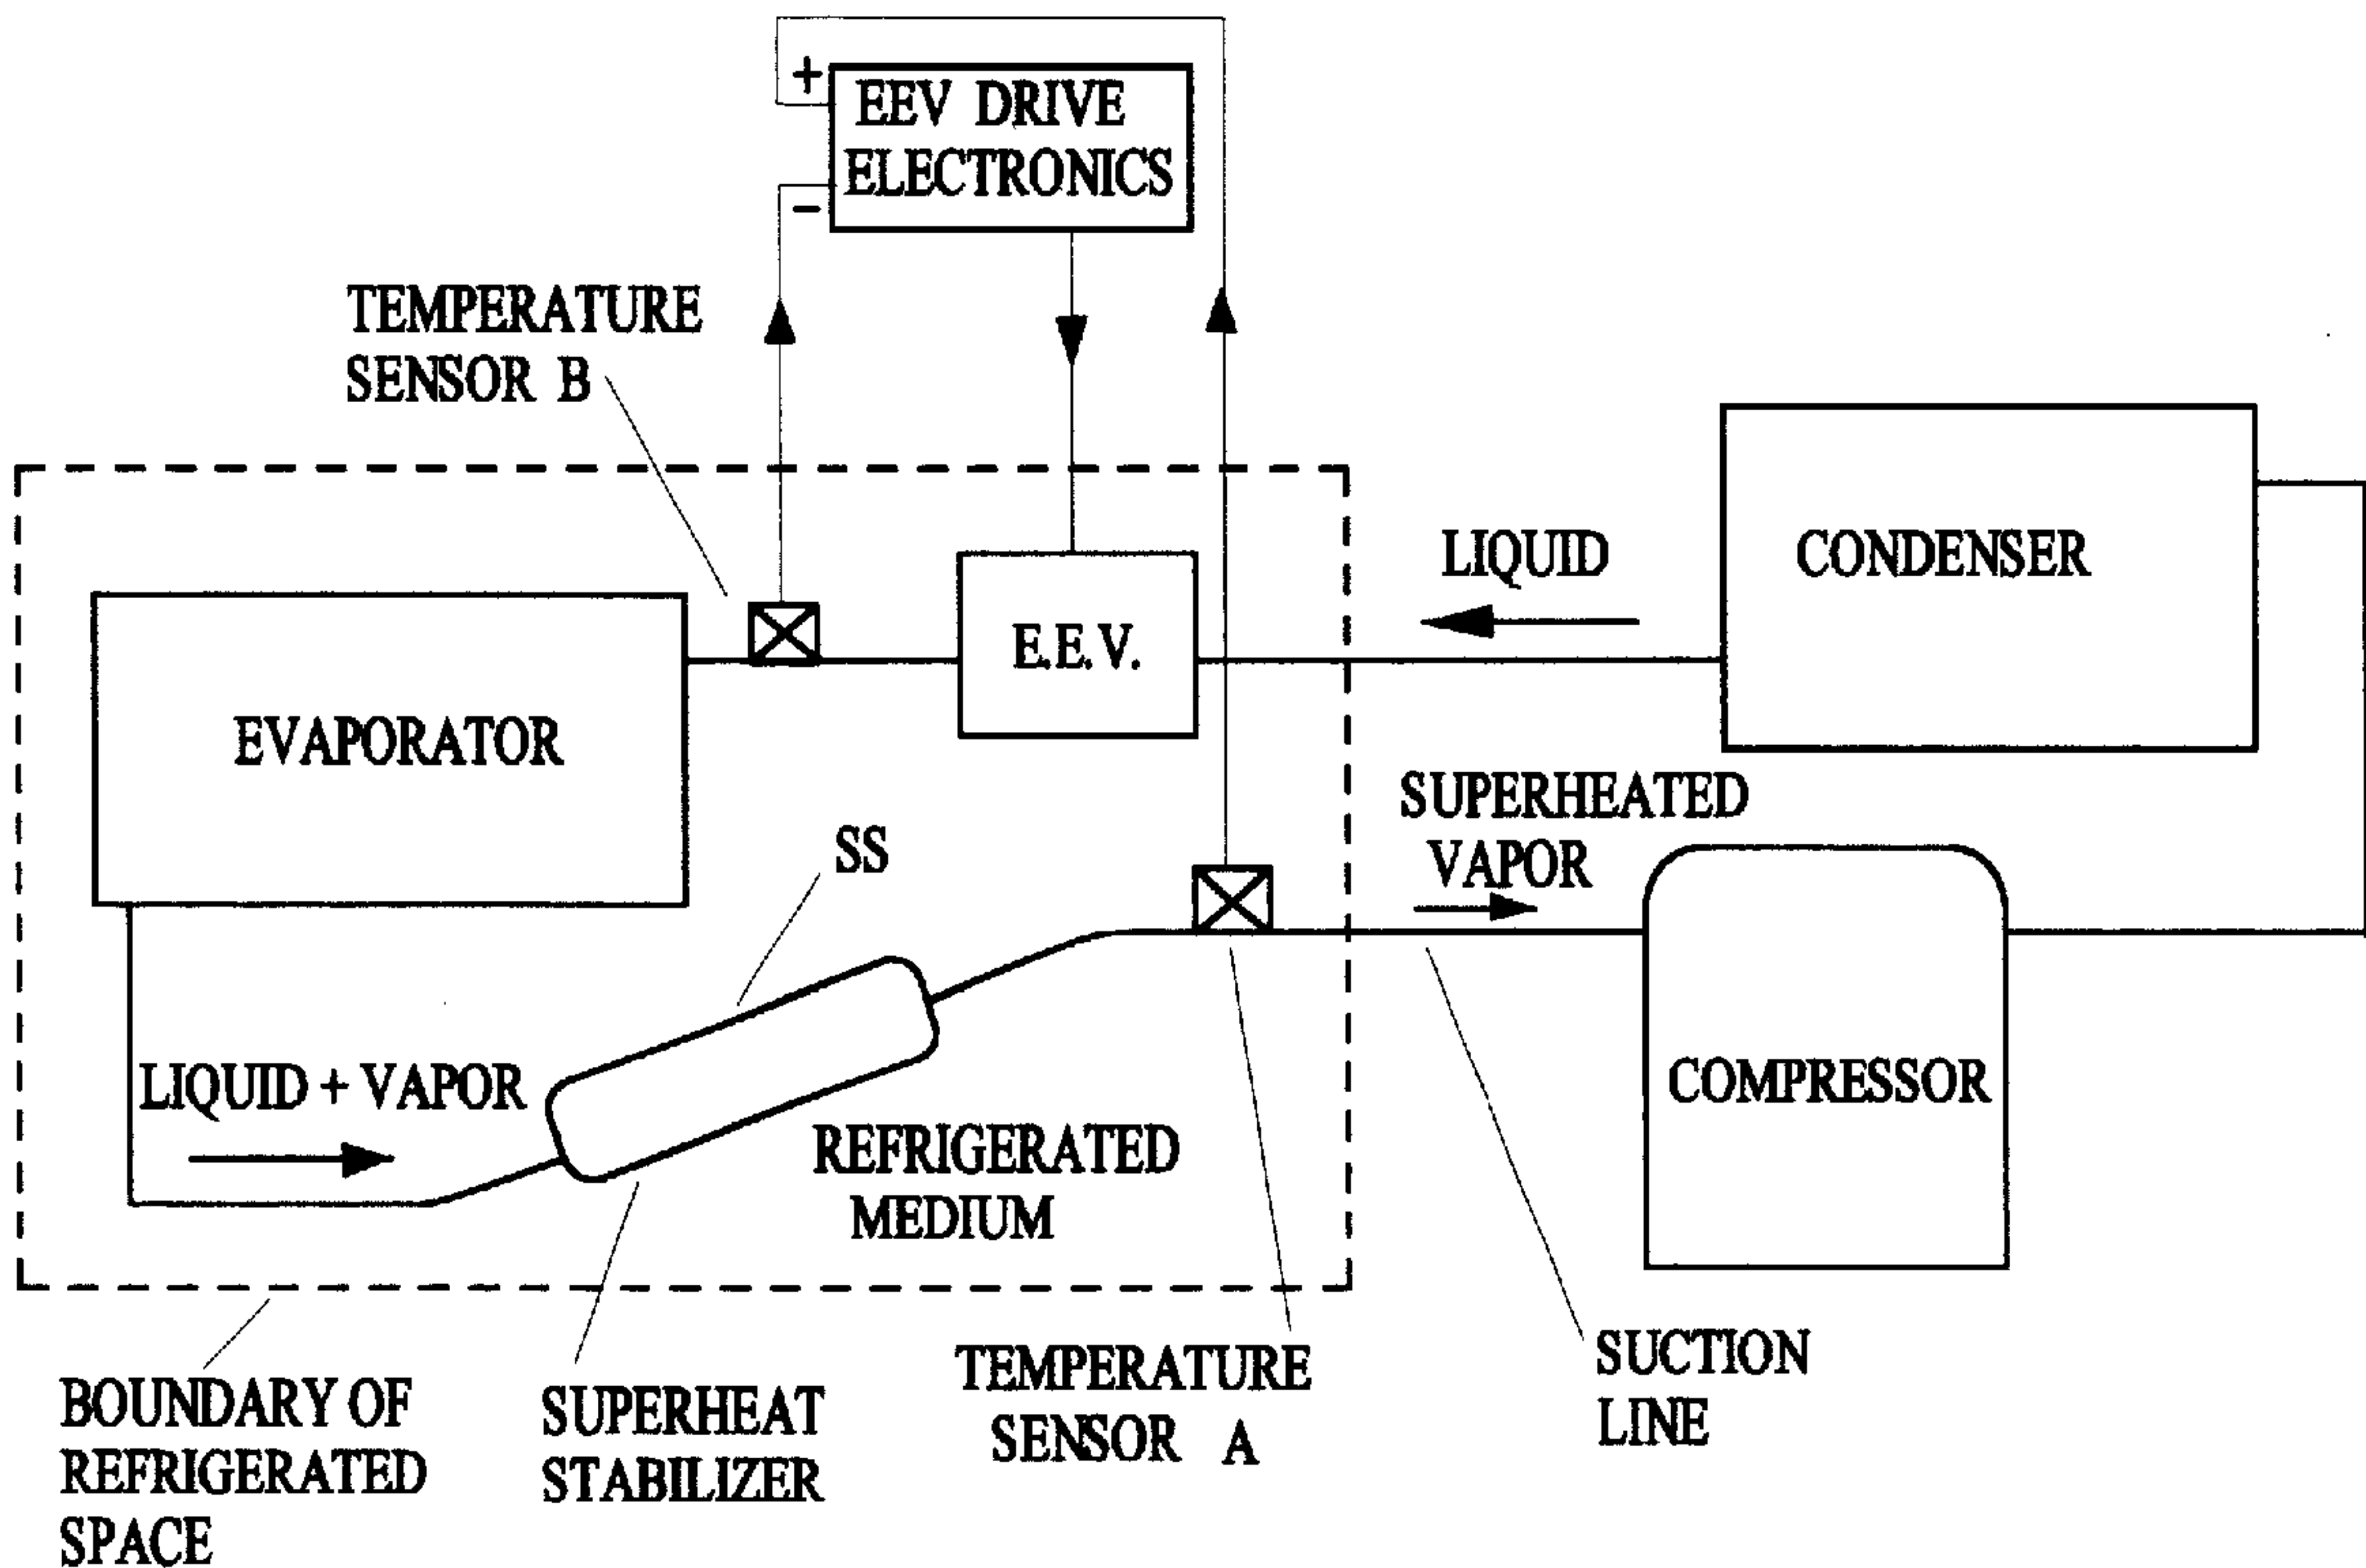 +
EEV DRIVE
ELECTRONICS
−
TEMPERATURE
SENSOR B
LIQUID
CONDENSER
E.E.V.
EVAPORATOR
SUPERHEATED
VAPOR
SS
LIQUID + VAPOR
COMPRESSOR
REFRIGERATED
MEDIUM
BOUNDARY OF
REFRIGERATED
SPACE
SUPERHEAT
STABILIZER
TEMPERATURE
SENSOR A
SUCTION
LINE